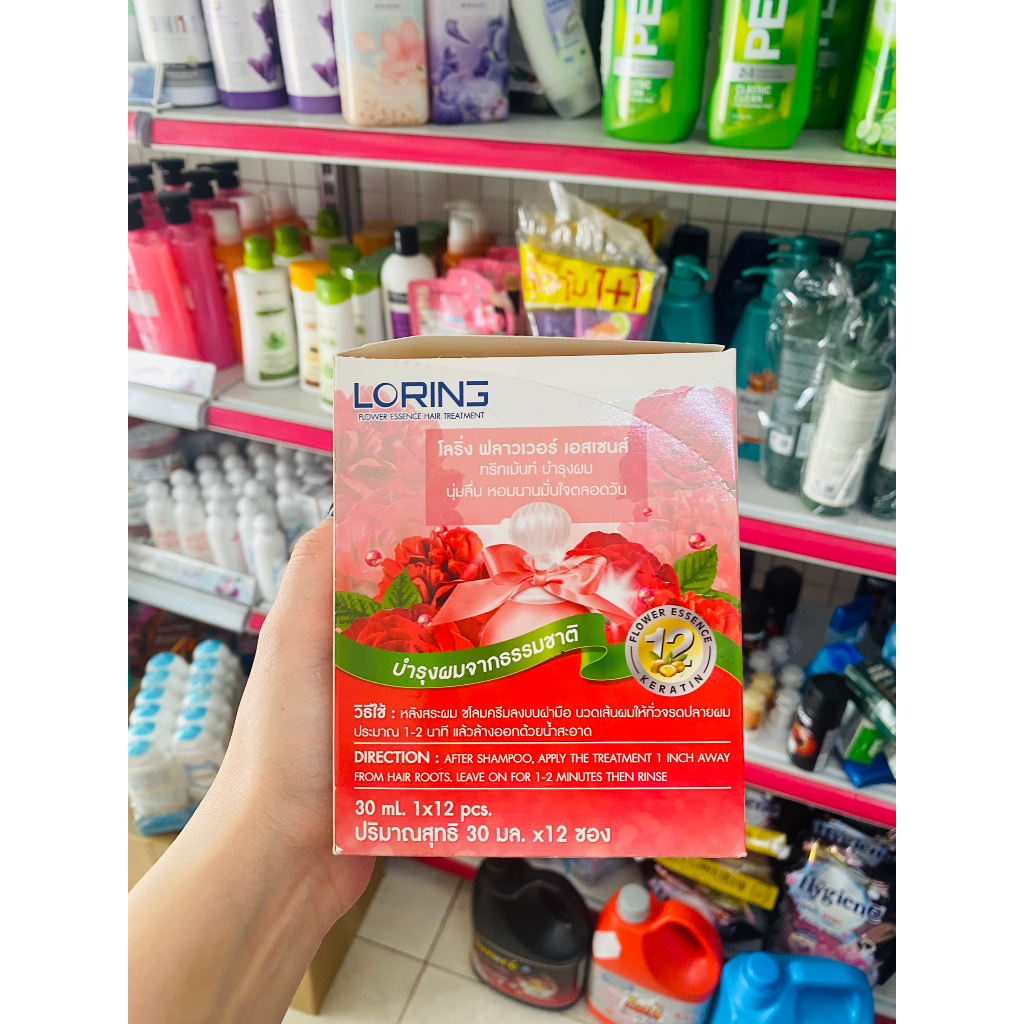 PE
2in1
CLASSIC
CLEAN
1+1
LORING
FLOWER ESSENCE HAIR TREATMENT
โลริ่ง ฟลาวเวอร์ เอสเซนส์
ทรีทเม้นท์ บำรุงผม
นุ่มลื่น หอมนานมั่นใจตลอดวัน
บำรุงผมจากธรรมชาติ
FLOWER ESSENCE
12
KERATIN
วิธีใช้ : หลังสระผม ชโลมครีมลงบนฝ่ามือ นวดเส้นผมให้ทั่วจรดปลายผม
ประมาณ 1-2 นาที แล้วล้างออกด้วยน้ำสะอาด
DIRECTION : AFTER SHAMPOO, APPLY THE TREATMENT 1 INCH AWAY
FROM HAIR ROOTS. LEAVE ON FOR 1-2 MINUTES THEN RINSE
30 mL. 1x12 pcs.
ปริมาณสุทธิ 30 มล. x12 ซอง
Hygiene